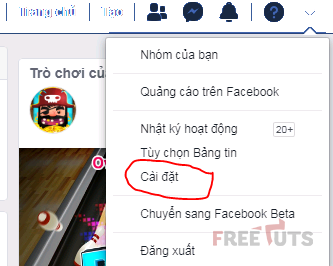 Trang chủ Tạo
Nhóm của bạn
Trò chơi củ
Quảng cáo trên Facebook
Nhật ký hoạt động 20+
Tùy chọn Bảng tin
Cài đặt
Chuyển sang Facebook Beta
Đăng xuất
FREETUTS